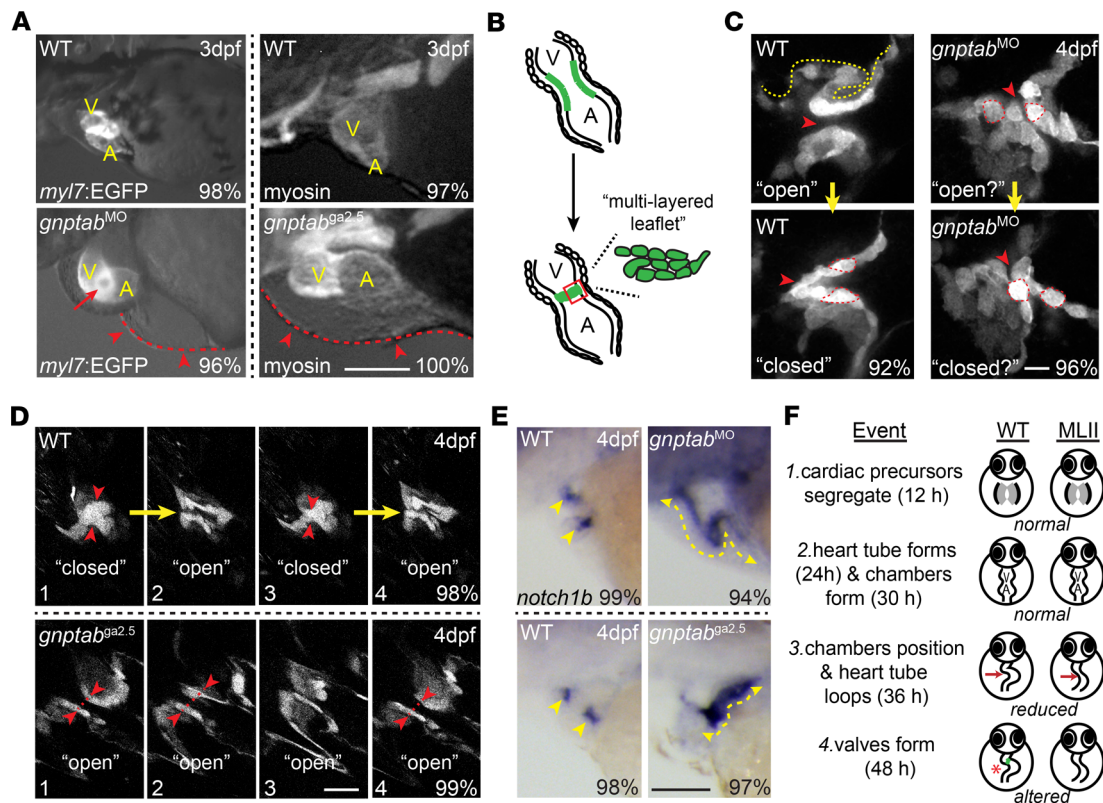 A
WT
3dpf
V
A
myl7:EGFP
98%
WT
3dpf
V
A
myosin
97%
gnptabMO
V
A
myl7:EGFP
96%
gnptabga2.5
V
A
myosin
100%
B
V
A
"multi-layered
leaflet"
V
A
C
WT
"open"
gnptabMO
4dpf
"open?"
WT
"closed"
92%
gnptabMO
"closed?"
96%
D
WT
4dpf
"closed"
"open"
"closed"
"open"
1
2
3
4
98%
gnptabga2.5
4dpf
"open"
"open"
"open"
"open"
1
2
3
4
99%
E
WT
4dpf
notch1b
99%
gnptabMO
94%
WT
4dpf
98%
gnptabga2.5
97%
F
Event
WT
MLII
1.cardiac precursors
segregate (12 h)
normal
2.heart tube forms
(24h) & chambers
form (30 h)
V
A
V
A
normal
3.chambers position
& heart tube
loops (36 h)
reduced
4.valves form
(48 h)
*
altered